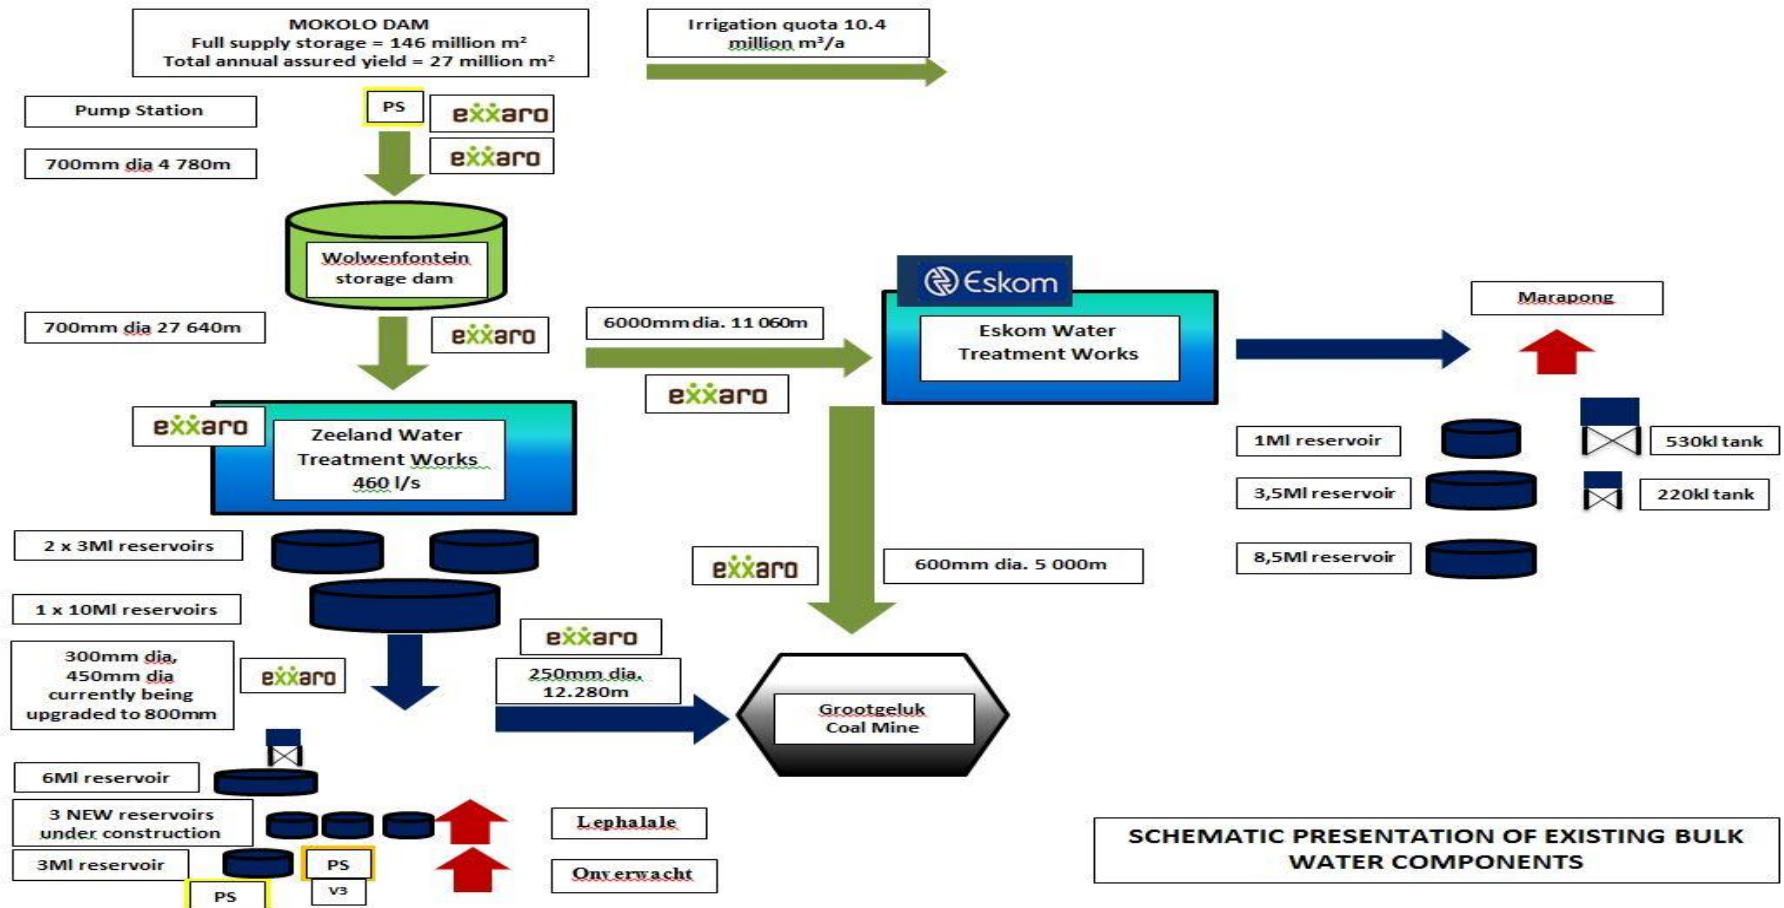 MOKOLO DAM
Full supply storage = 146 million m²
Total annual assured yield = 27 million m²
Irrigation quota 10.4
million m³/a
Pump Station
PS
exxaro
700mm dia 4 780m
exxaro
Wolwenfontein
storage dam
700mm dia 27 640m
exxaro
6000mm dia. 11 060m
exxaro
Eskom
Eskom Water
Treatment Works
Marapong
exxaro
Zeeland Water
Treatment Works
460 l/s
1Ml reservoir
530kl tank
3,5Ml reservoir
220kl tank
8,5Ml reservoir
2 x 3Ml reservoirs
exxaro
600mm dia. 5 000m
1 x 10Ml reservoirs
300mm dia,
450mm dia
currently being
upgraded to 800mm
exxaro
exxaro
250mm dia.
12.280m
Grootgeluk
Coal Mine
6Ml reservoir
3 NEW reservoirs
under construction
Lephalale
3Ml reservoir
PS
V3
PS
Onverwacht
SCHEMATIC PRESENTATION OF EXISTING BULK
WATER COMPONENTS